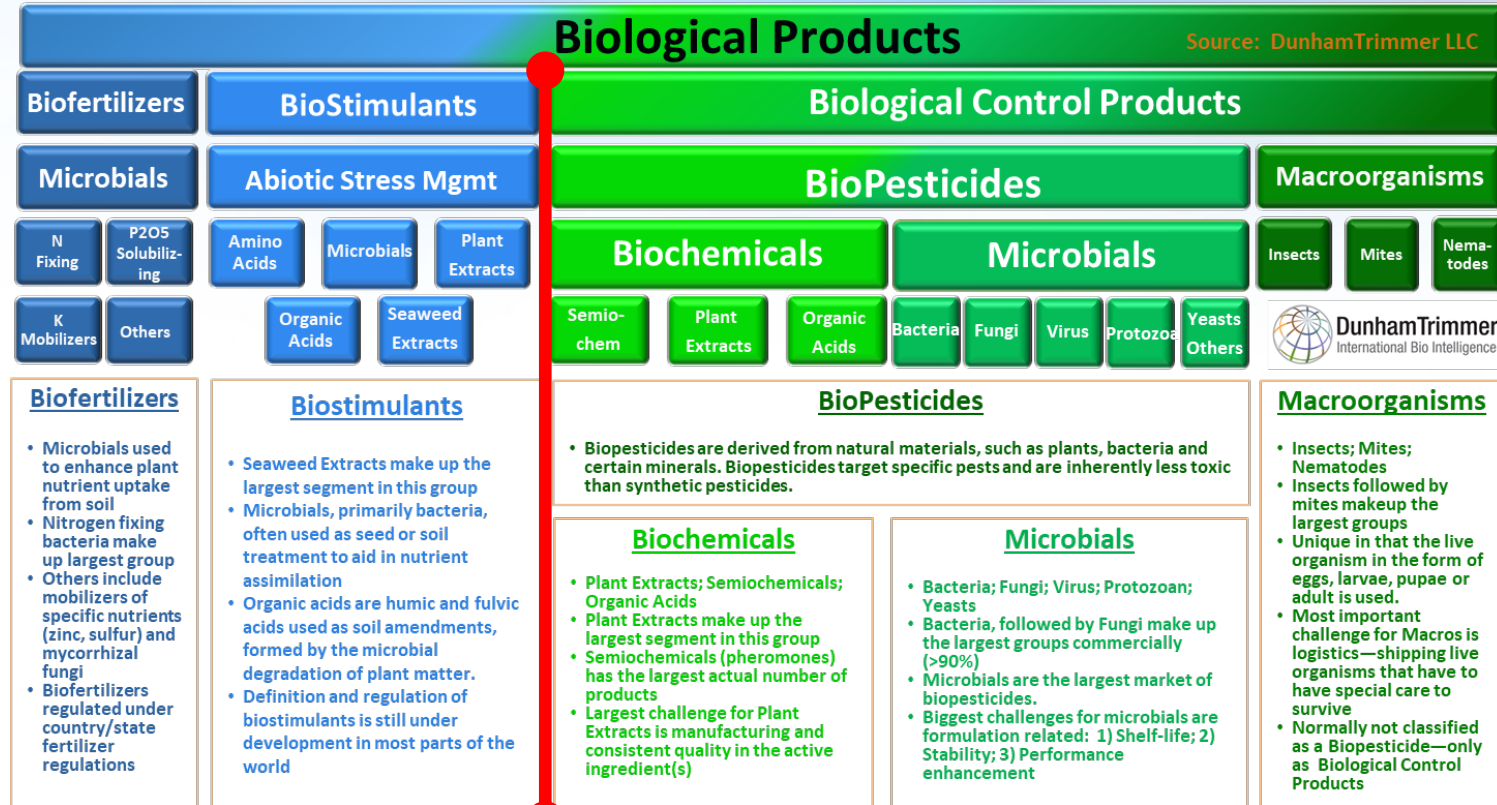 Biological Products
Source: DunhamTrimmer LLC
Biofertilizers
BioStimulants
Biological Control Products
Microbials
Abiotic Stress Mgmt
BioPesticides
Macroorganisms
N
Fixing
P2O5
Solubiliz-
ing
Amino
Acids
Microbials
Plant
Extracts
Biochemicals
Microbials
Insects
Mites
Nema-
todes
K
Mobilizers
Others
Organic
Acids
Seaweed
Extracts
Semio-
chem
Plant
Extracts
Organic
Acids
Bacteria
Fungi
Virus
Protozoa
Yeasts
Others
DunhamTrimmer
International Bio Intelligence
Biofertilizers
• Microbials used
to enhance plant
nutrient uptake
from soil
• Nitrogen fixing
bacteria make
up largest group
• Others include
mobilizers of
specific nutrients
(zinc, sulfur) and
mycorrhizal
fungi
• Biofertilizers
regulated under
country/state
fertilizer
regulations
Biostimulants
• Seaweed Extracts make up the
largest segment in this group
• Microbials, primarily bacteria,
often used as seed or soil
treatment to aid in nutrient
assimilation
• Organic acids are humic and fulvic
acids used as soil amendments,
formed by the microbial
degradation of plant matter.
• Definition and regulation of
biostimulants is still under
development in most parts of the
world
BioPesticides
• Biopesticides are derived from natural materials, such as plants, bacteria and
certain minerals. Biopesticides target specific pests and are inherently less toxic
than synthetic pesticides.
Biochemicals
• Plant Extracts; Semiochemicals;
Organic Acids
• Plant Extracts make up the
largest segment in this group
• Semiochemicals (pheromones)
has the largest actual number of
products
• Largest challenge for Plant
Extracts is manufacturing and
consistent quality in the active
ingredient(s)
Microbials
• Bacteria; Fungi; Virus; Protozoan;
Yeasts
• Bacteria, followed by Fungi make up
the largest groups commercially
(>90%)
• Microbials are the largest market of
biopesticides.
• Biggest challenges for microbials are
formulation related: 1) Shelf-life; 2)
Stability; 3) Performance
enhancement
Macroorganisms
• Insects; Mites;
Nematodes
• Insects followed by
mites makeup the
largest groups
• Unique in that the live
organism in the form of
eggs, larvae, pupae or
adult is used.
• Most important
challenge for Macros is
logistics—shipping live
organisms that have to
have special care to
survive
• Normally not classified
as a Biopesticide—only
as Biological Control
Products